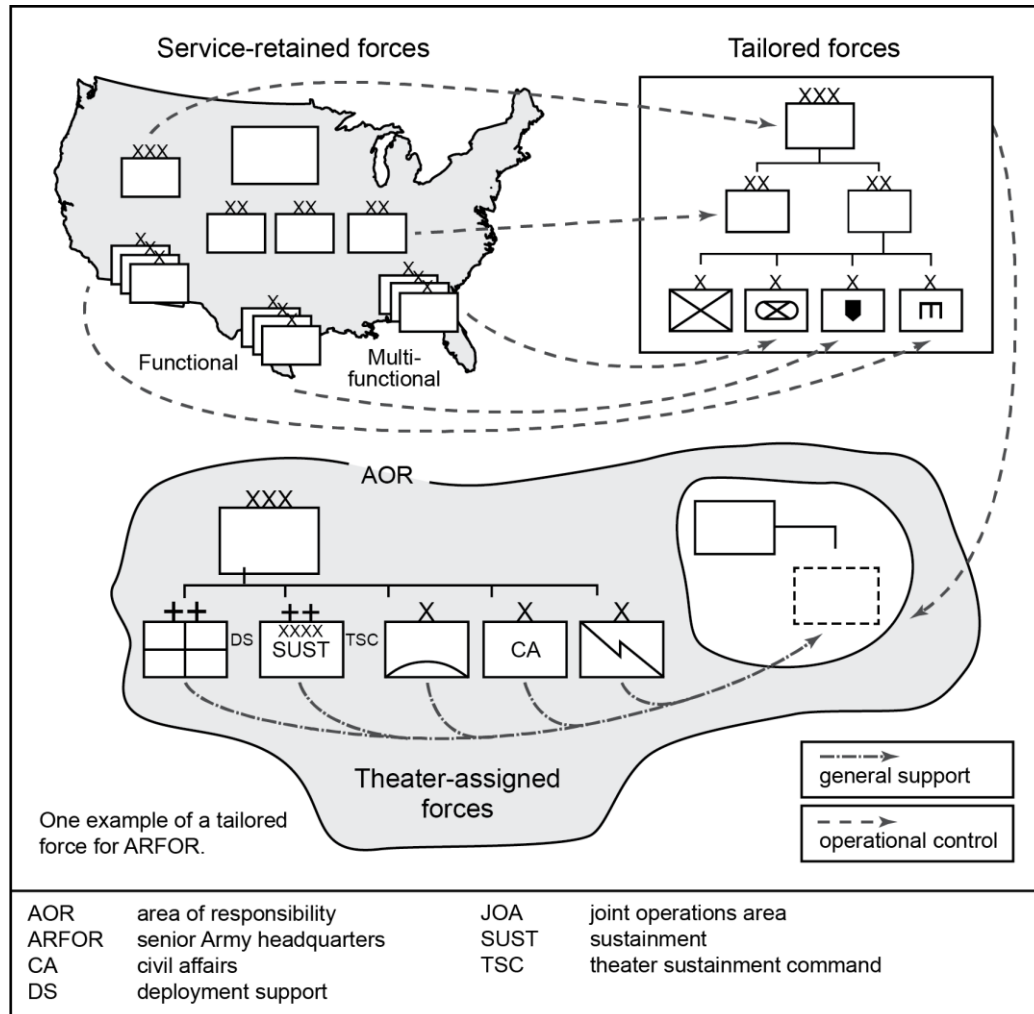 Service-retained forces
Tailored forces
XXX
XXX
XX
XX
XX
XX
XX
X
X
X
X
X
X
X
X
X
X
X
X
X
Functional
Multi-
functional
AOR
XXX
++
++
X
X
X
DS
XXXX
SUST
TSC
CA
Theater-assigned
forces
general support
operational control
One example of a tailored
force for ARFOR.
AOR area of responsibility
ARFOR senior Army headquarters
CA civil affairs
DS deployment support
JOA joint operations area
SUST sustainment
TSC theater sustainment command